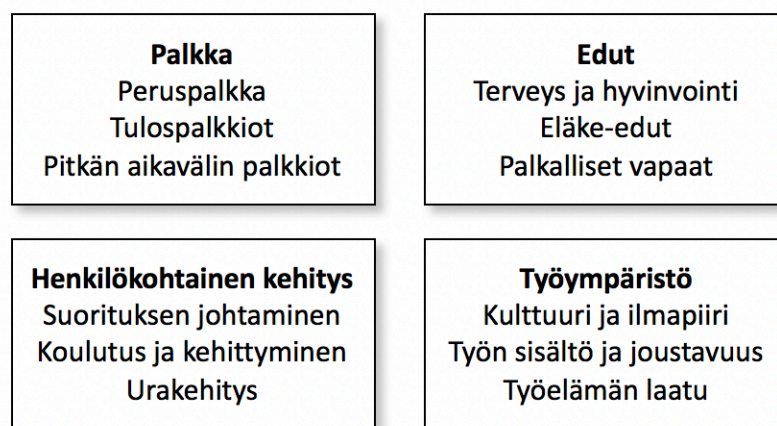 Palkka
Peruspalkka
Tulospalkkiot
Pitkän aikavälin palkkiot
Edut
Terveys ja hyvinvointi
Eläke-edut
Palkalliset vapaat
Henkilökohtainen kehitys
Suorituksen johtaminen
Koulutus ja kehittyminen
Urakehitys
Työympäristö
Kulttuuri ja ilmapiiri
Työn sisältö ja joustavuus
Työelämän laatu